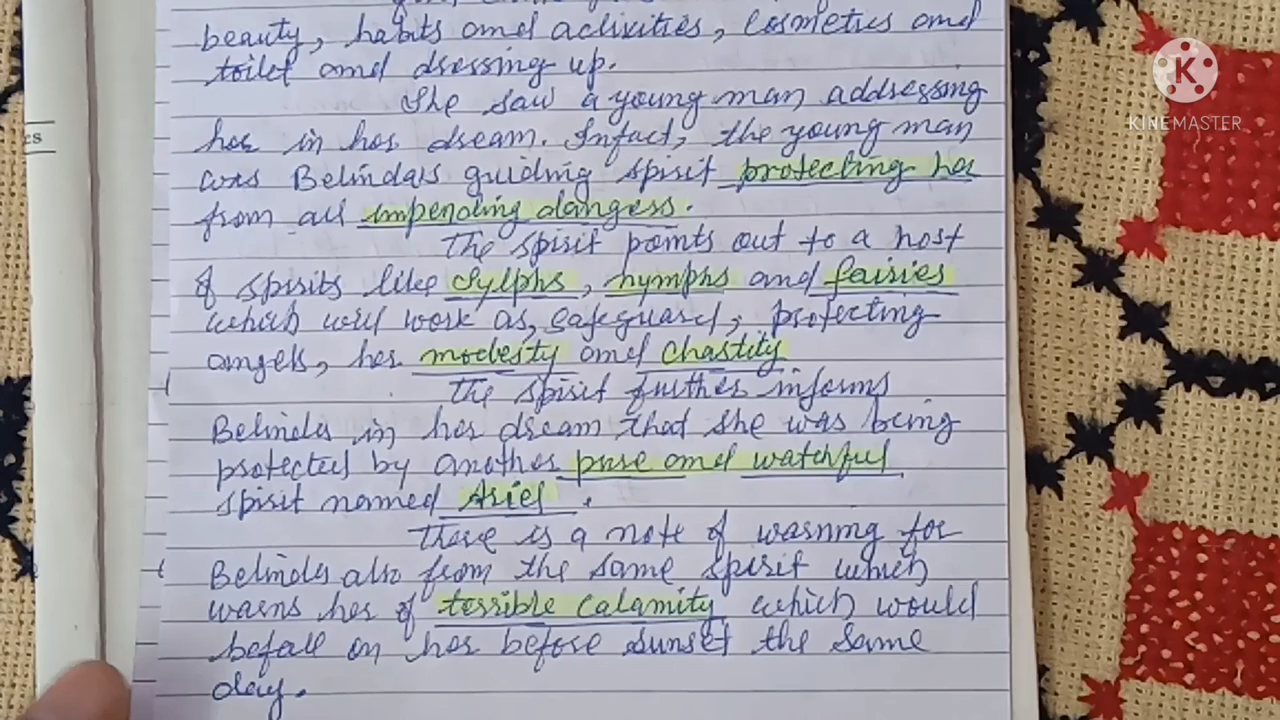 beauty, habits and activities, cosmetics and
toilet and dressing up.
She saw a young man addressing
her in her dream. Infact, the young man
was Belinda's guiding spirit protecting her
from all impending dangers.
The spirit points out to a host
of spirits like sylphs, nymphs and fairies
which will work as, safeguard, protecting
angels, her modesty and chastity
The spirit further informs
Belinda in her dream that she was being
protected by another pure and watchful
spirit named Ariel.
There is a note of warning for
Belinda also from the same spirit which
warns her of terrible calamity which would
befall on her before sunset the same
day.
es
K
KINEMASTER